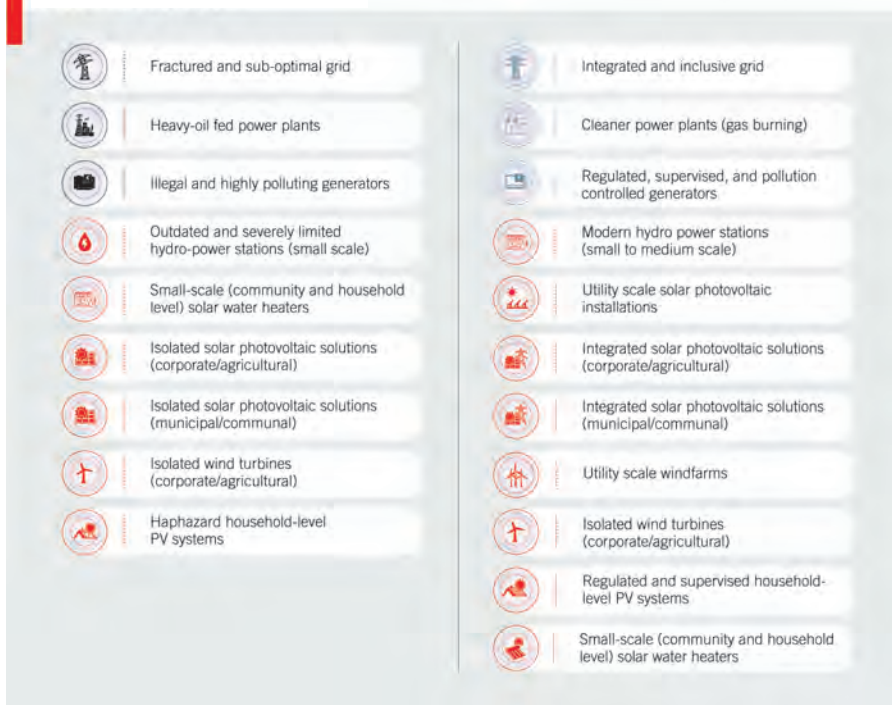 Fractured and sub-optimal grid
Heavy-oil fed power plants
Illegal and highly polluting generators
Outdated and severely limited
hydro-power stations (small scale)
Small-scale (community and household
level) solar water heaters
Isolated solar photovoltaic solutions
(corporate/agricultural)
Isolated solar photovoltaic solutions
(municipal/communal)
Isolated wind turbines
(corporate/agricultural)
Haphazard household-level
PV systems
Integrated and inclusive grid
Cleaner power plants (gas burning)
Regulated, supervised, and pollution
controlled generators
Modern hydro power stations
(small to medium scale)
Utility scale solar photovoltaic
installations
Integrated solar photovoltaic solutions
(corporate/agricultural)
Integrated solar photovoltaic solutions
(municipal/communal)
Utility scale windfarms
Isolated wind turbines
(corporate/agricultural)
Regulated and supervised household-
level PV systems
Small-scale (community and household
level) solar water heaters